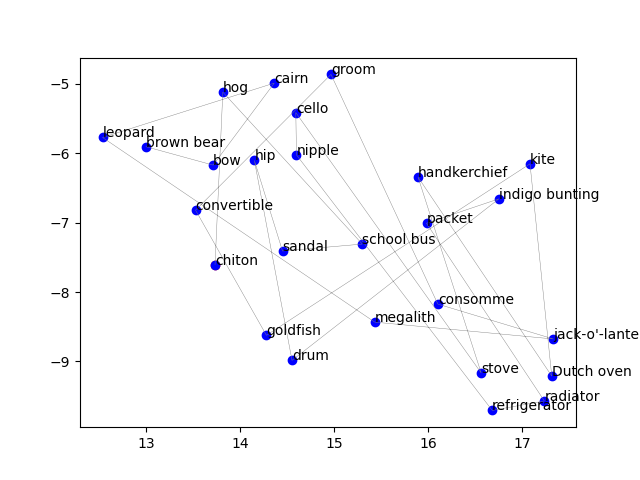 groom
cairn
hog
cello
leopard
brown bear
nipple
hip
bow
kite
handkerchief
indigo bunting
convertible
packet
school bus
sandal
chiton
consomme
megalith
goldfish
jack-o'-lante
drum
stove
Dutch oven
radiator
refrigerator
−5
−6
−7
−8
−9
13 14 15 16 17